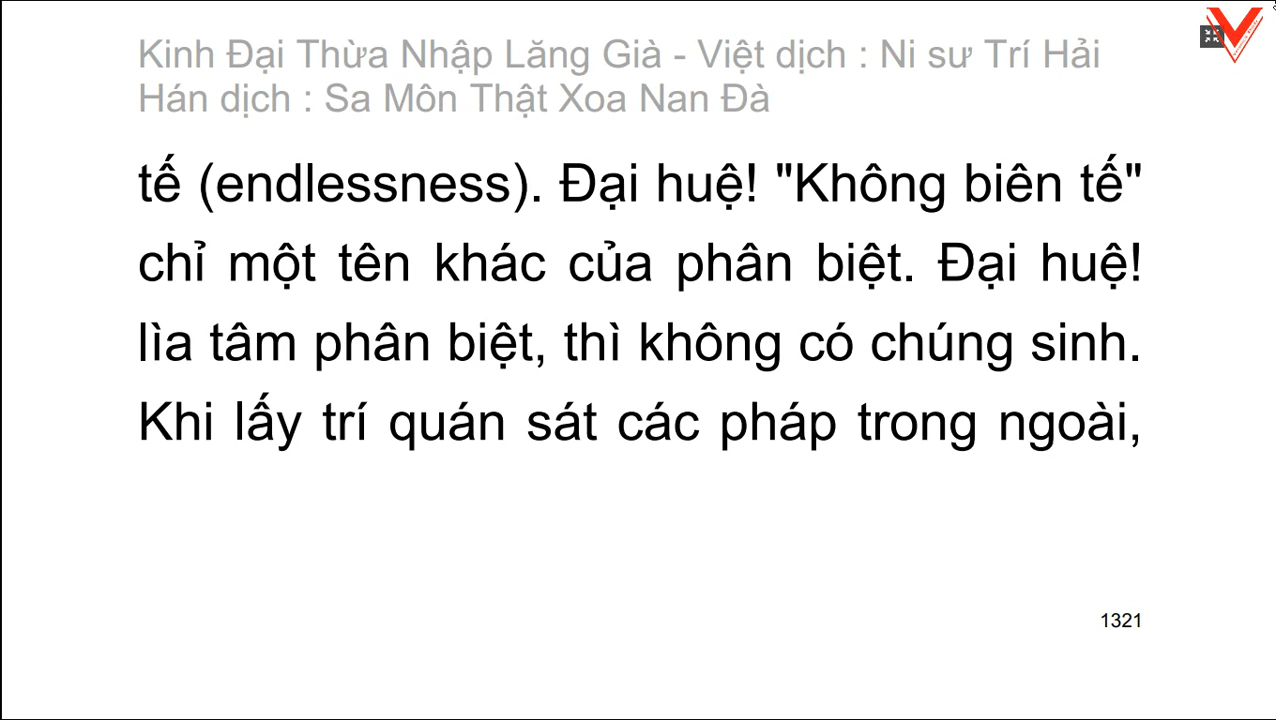 Kinh Đại Thừa Nhập Lăng Già - Việt dịch : Ni sư Trí Hải
Hán dịch : Sa Môn Thật Xoa Nan Đà
tế (endlessness). Đại huệ! "Không biên tế"
chỉ một tên khác của phân biệt. Đại huệ!
lìa tâm phân biệt, thì không có chúng sinh.
Khi lấy trí quán sát các pháp trong ngoài,
1321